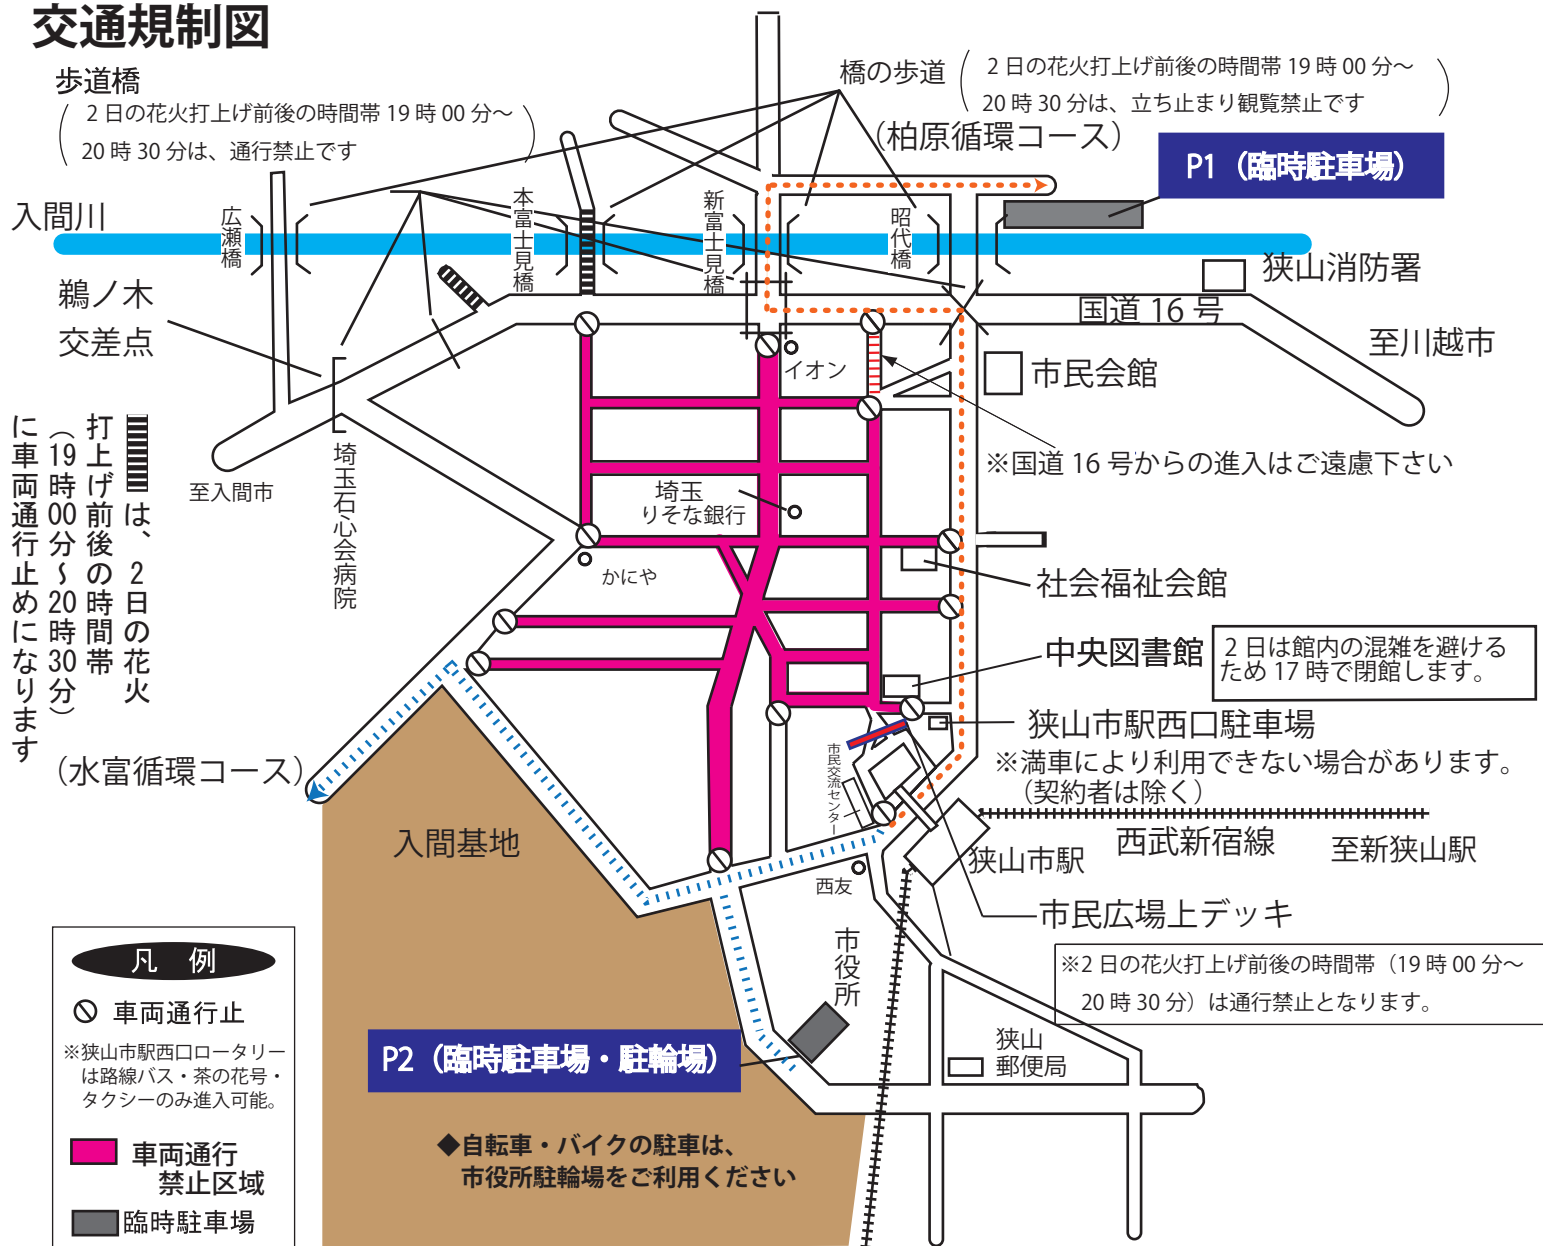 交通規制図
歩道橋
2日の花火打上げ前後の時間帯 19時00分〜
20時30分は、通行禁止です
橋の歩道
2日の花火打上げ前後の時間帯 19時00分〜
20時30分は、立ち止まり観覧禁止です
(柏原循環コース)
P1(臨時駐車場)
入間川
広瀬橋
本富士見橋
新富士見橋
昭代橋
狭山消防署
鵜ノ木
交差点
国道16号
至川越市
イオン
市民会館
※国道16号からの進入はご遠慮下さい
は、2日の花火
打上げ前後の時間帯
(19時00分〜20時30分)
に車両通行止めになります
至入間市
埼玉石心会病院
埼玉
りそな銀行
かにや
社会福祉会館
中央図書館
2日は館内の混雑を避ける
ため17時で閉館します。
狭山市駅西口駐車場
※満車により利用できない場合があります。
(契約者は除く)
市民交流センター
(水富循環コース)
入間基地
西武新宿線
至新狭山駅
狭山市駅
西友
市民広場上デッキ
※2日の花火打上げ前後の時間帯(19時00分〜
20時30分)は通行禁止となります。
市役所
P2(臨時駐車場・駐輪場)
狭山
郵便局
◆自転車・バイクの駐車は、
市役所駐輪場をご利用ください
凡 例
車両通行止
※狭山市駅西口ロータリー
は路線バス・茶の花号・
タクシーのみ進入可能。
車両通行
禁止区域
臨時駐車場